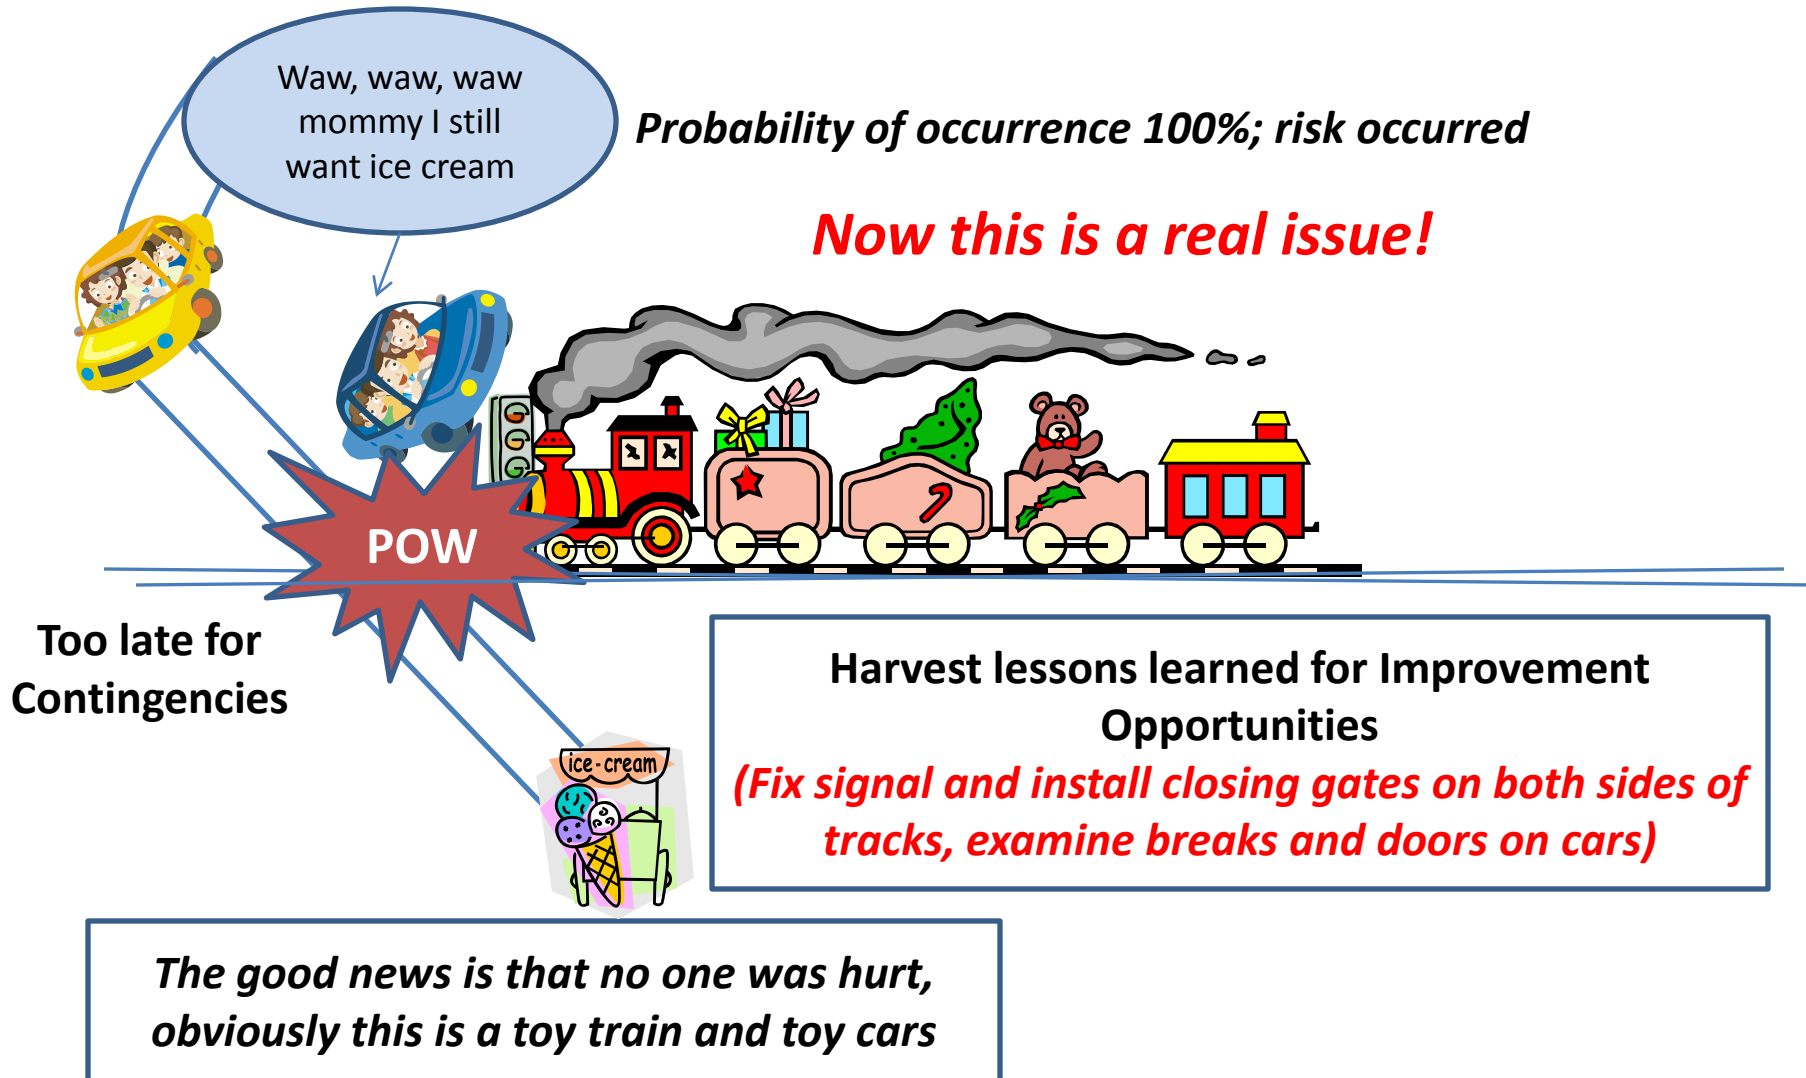 Waw, waw, waw
mommy I still
want ice cream
Probability of occurrence 100%; risk occurred
Now this is a real issue!
G
G
G
POW
Too late for
Contingencies
ice-cream
Harvest lessons learned for Improvement
Opportunities
(Fix signal and install closing gates on both sides of
tracks, examine breaks and doors on cars)
The good news is that no one was hurt,
obviously this is a toy train and toy cars